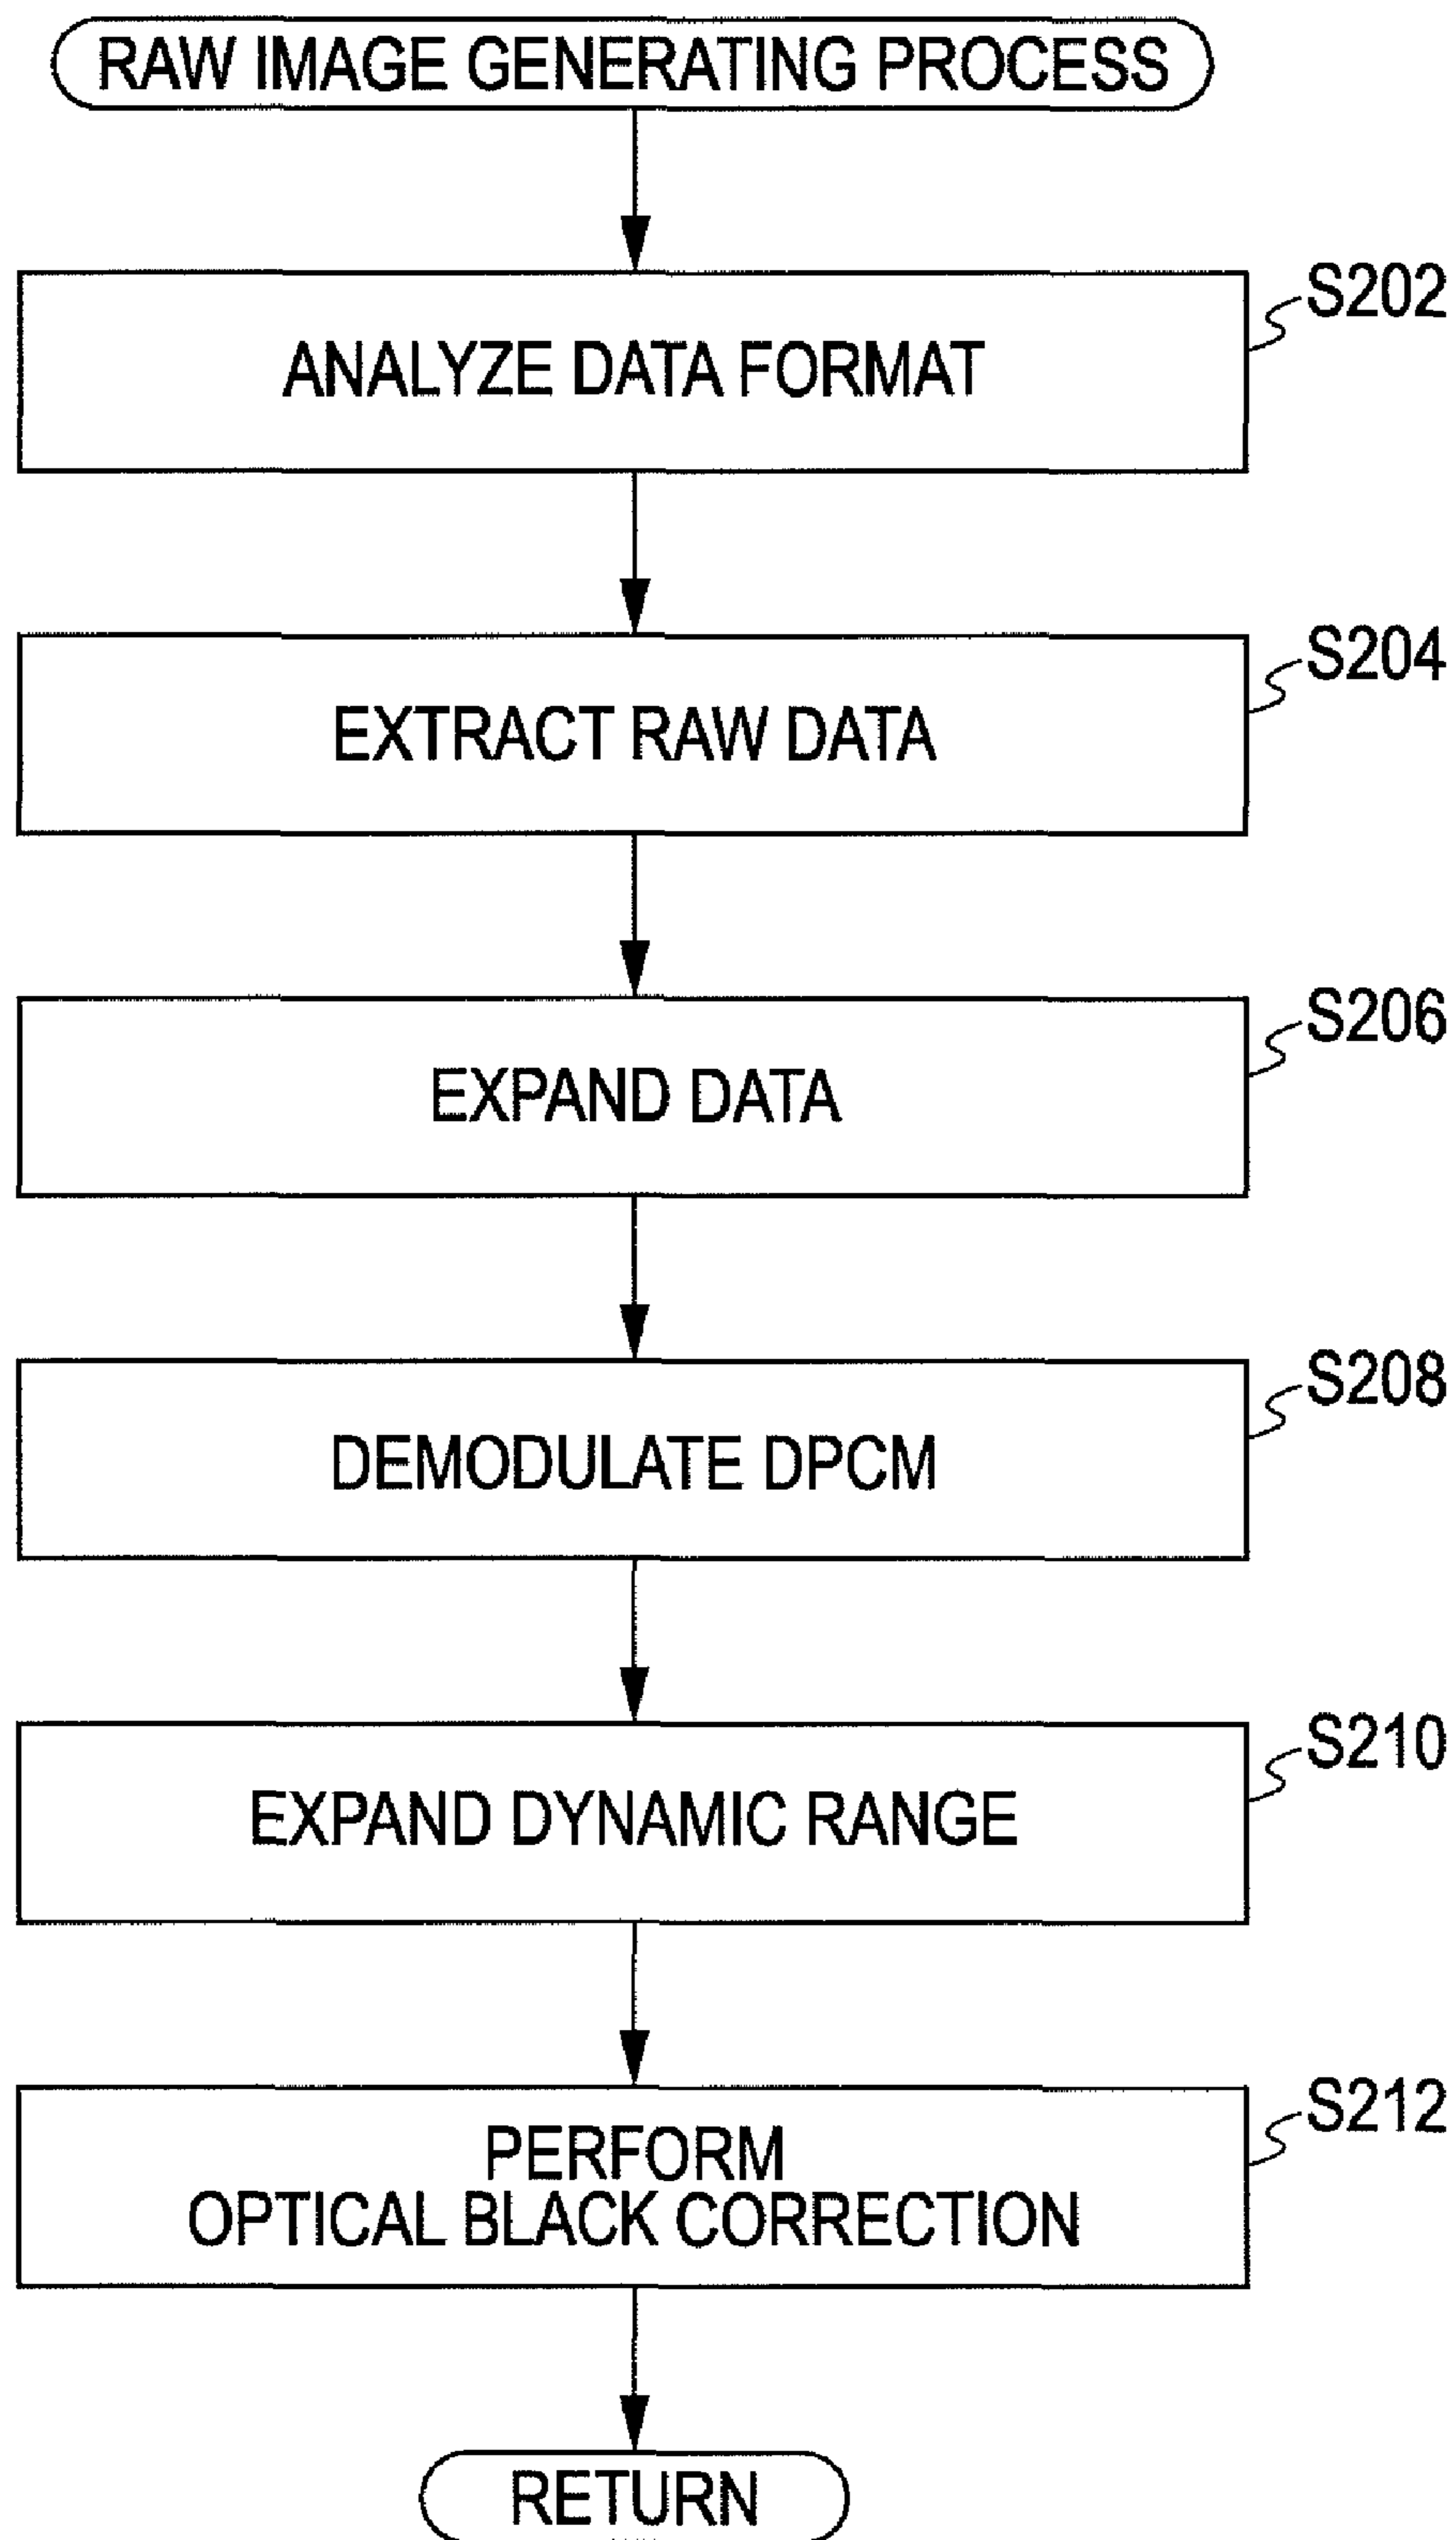 RAW IMAGE GENERATING PROCESS
S202
ANALYZE DATA FORMAT
S204
EXTRACT RAW DATA
S206
EXPAND DATA
S208
DEMODULATE DPCM
S210
EXPAND DYNAMIC RANGE
S212
PERFORM
OPTICAL BLACK CORRECTION
RETURN